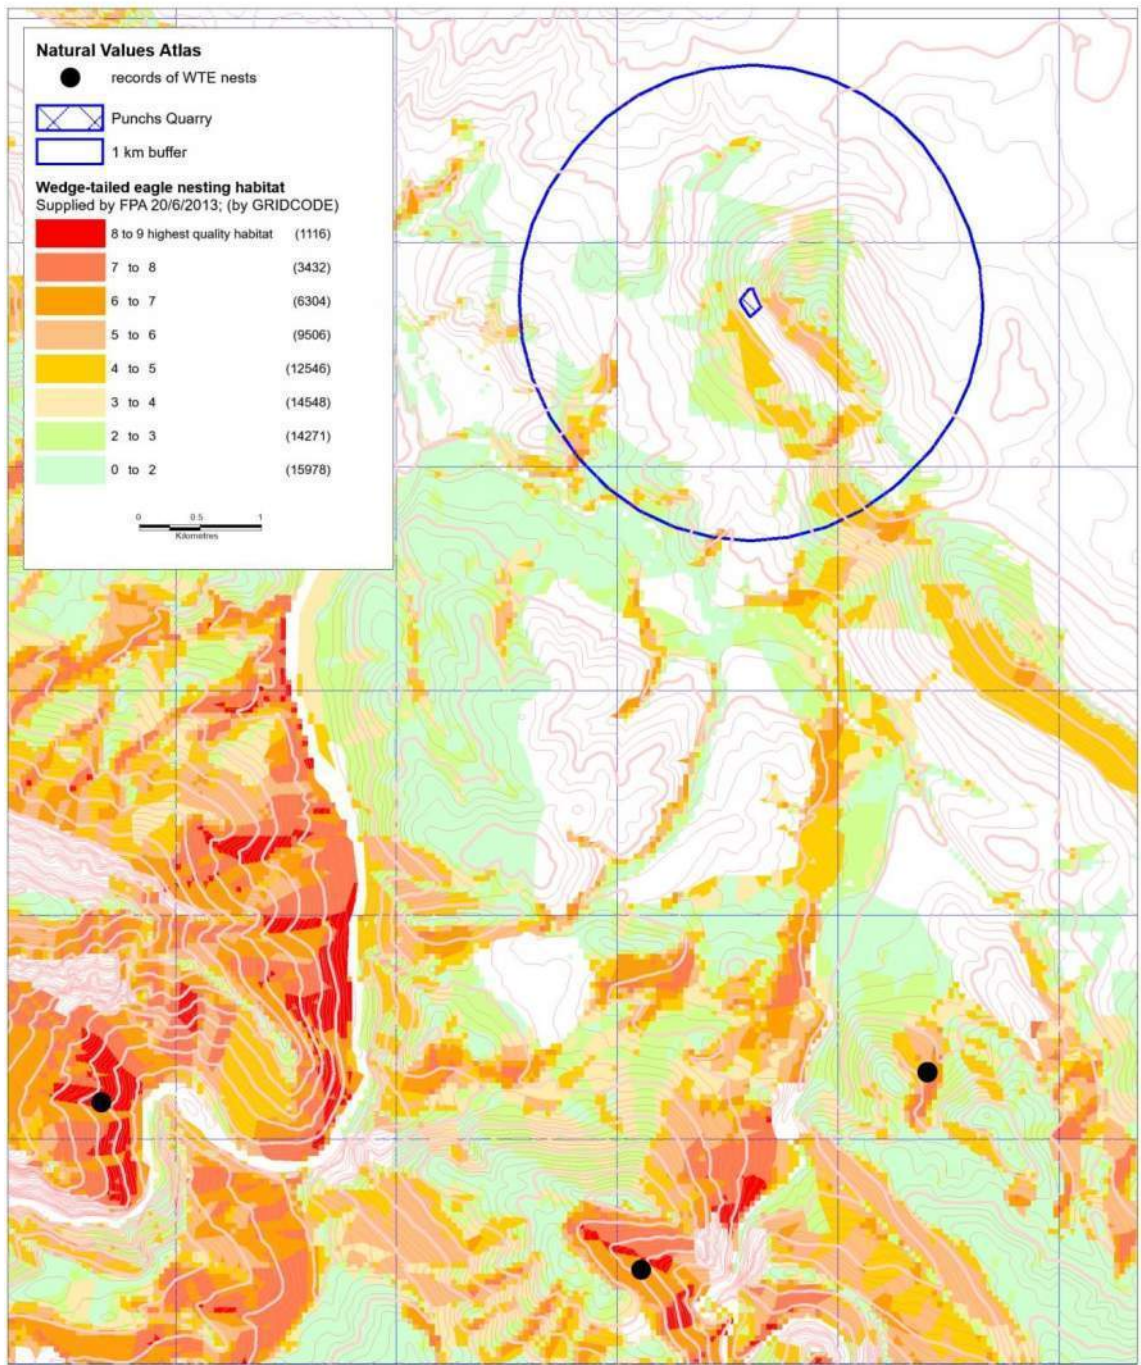 Natural Values Atlas
records of WTE nests
Punchs Quarry
1 km buffer
Wedge-tailed eagle nesting habitat
Supplied by FPA 20/6/2013; (by GRIDCODE)
8 to 9 highest quality habitat (1116)
7 to 8 (3432)
6 to 7 (6304)
5 to 6 (9506)
4 to 5 (12546)
3 to 4 (14548)
2 to 3 (14271)
0 to 2 (15978)
0 0.5 1
Kilometres